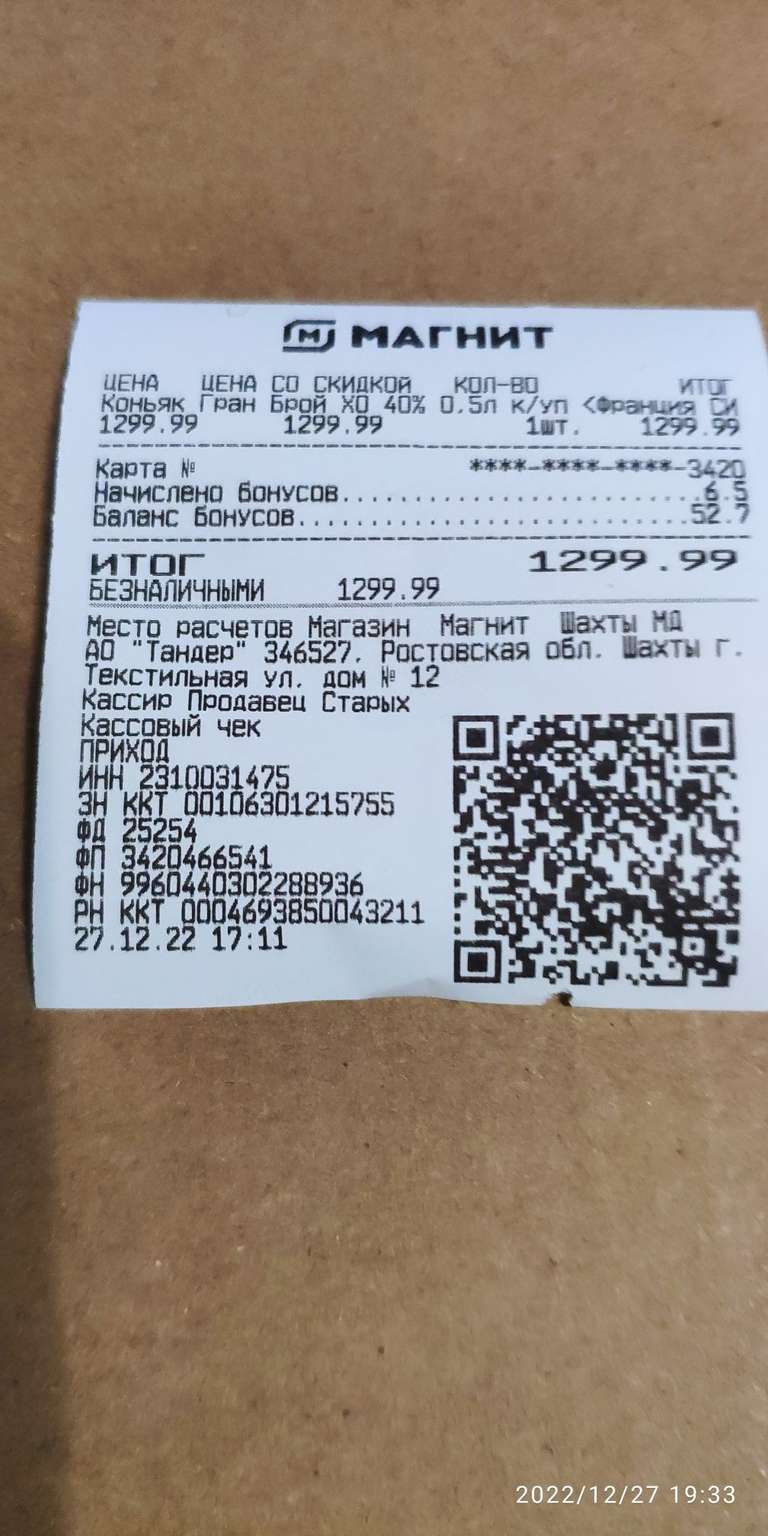 МАГНИТ
ЦЕНА ЦЕНА СО СКИДКОЙ КОЛ-ВО ИТОГ
Коньяк Гран Брой ХО 40% 0.5л к/уп <Франция СИ
1299.99 1299.99 1шт. 1299.99
Карта № ****-****-****-3420
Начислено бонусов..........................6.5
Баланс бонусов............................52.7
ИТОГ 1299.99
БЕЗНАЛИЧНЫМИ 1299.99
Место расчетов Магазин Магнит Шахты МД
АО "Тандер" 346527, Ростовская обл. Шахты г.
Текстильная ул. дом № 12
Кассир Продавец Старых
Кассовый чек
ПРИХОД
ИНН 2310031475
ЗН ККТ 00106301215755
ФД 25254
ФП 3420466541
ФН 9960440302288936
РН ККТ 0004693850043211
27.12.22 17:11
2022/12/27 19:33